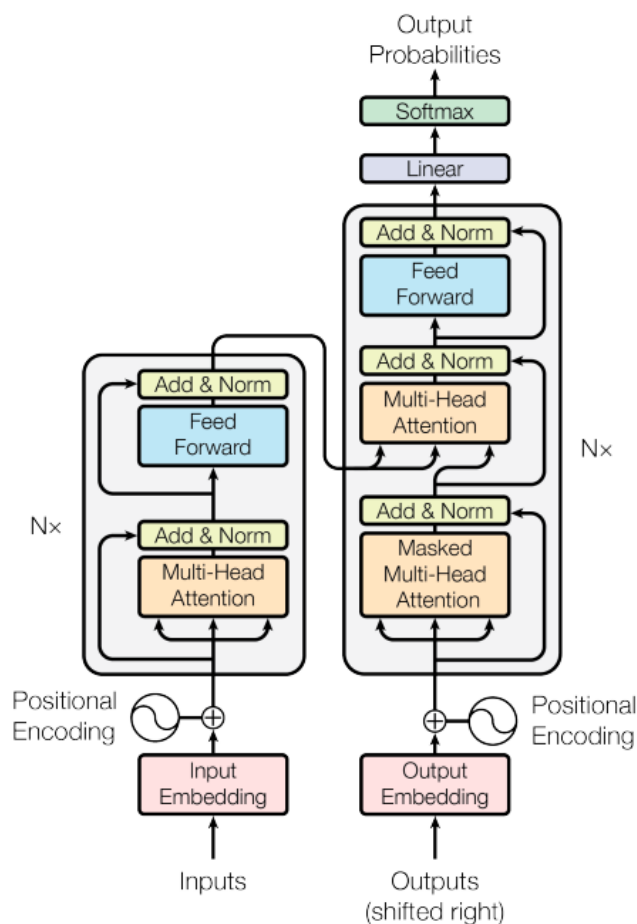 Output
Probabilities
Softmax
Linear
Add & Norm
Feed
Forward
Add & Norm
Multi-Head
Attention
Add & Norm
Masked
Multi-Head
Attention
N×
Add & Norm
Feed
Forward
Add & Norm
Multi-Head
Attention
N×
Positional
Encoding
Positional
Encoding
Input
Embedding
Output
Embedding
Inputs
Outputs
(shifted right)